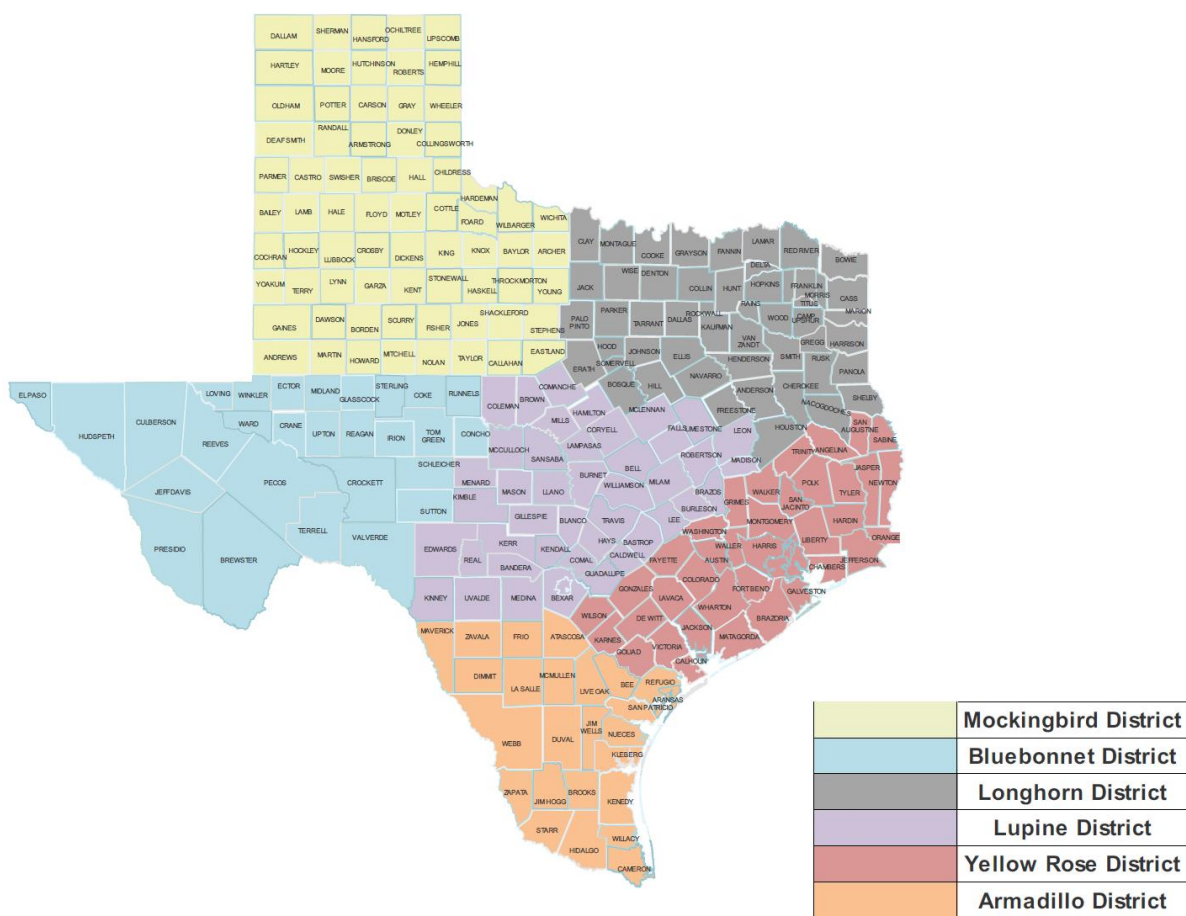 DALLAM SHERMAN HANSFORD OCHILTREE LIPSCOMB
HARTLEY MOORE HUTCHINSON ROBERTS HEMPHILL
OLDHAM POTTER CARSON GRAY WHEELER
DEAF SMITH RANDALL ARMSTRONG DONLEY COLLINGSWORTH
PARMER CASTRO SWISHER BRISCOE HALL CHILDRESS
HARDEMAN
BAILEY LAMB HALE FLOYD MOTLEY COTTLE FOARD WILBARGER WICHITA
CLAY MONTAGUE COOKE GRAYSON FANNIN LAMAR RED RIVER BOWIE
COCHRAN HOCKLEY LUBBOCK CROSBY DICKENS KING KNOX BAYLOR ARCHER
JACK WISE DENTON COLLIN HUNT DELTA HOPKINS FRANKLIN MORRIS TITUS CASS
YOAKUM TERRY LYNN GARZA KENT STONEWALL HASKELL THROCKMORTON YOUNG
RAINS CAMP MARION
GAINES DAWSON BORDEN SCURRY FISHER JONES SHACKLEFORD STEPHENS
PALO PINTO PARKER TARRANT DALLAS ROCKWALL KAUFMAN WOOD UPSHUR
VAN ZANDT GREGG HARRISON
ANDREWS MARTIN HOWARD MITCHELL NOLAN TAYLOR CALLAHAN EASTLAND
ERATH HOOD SOMERVELL JOHNSON ELLIS HENDERSON SMITH RUSK PANOLA
EL PASO HUDSPETH CULBERSON LOVING WINKLER ECTOR MIDLAND GLASSCOCK STERLING COKE RUNNELS
COLEMAN BROWN COMANCHE BOSQUE HILL NAVARRO ANDERSON CHEROKEE SHELBY
HAMILTON MCLENNAN FREESTONE NACOGDOCHES
REEVES WARD CRANE UPTON REAGAN IRION TOM GREEN CONCHO
MILLS CORYELL FALLS LIMESTONE LEON HOUSTON SAN AUGUSTINE SABINE
MCCULLOCH SAN SABA LAMPASAS ROBERTSON MADISON TRINITY ANGELINA
JEFF DAVIS PECOS CROCKETT SCHLEICHER MENARD
BELL JASPER NEWTON
SUTTON KIMBLE MASON LLANO BURNET WILLIAMSON MILAM BRAZOS GRIMES WALKER POLK TYLER
SAN JACINTO
PRESIDIO BREWSTER TERRELL VALVERDE
GILLESPIE BLANCO TRAVIS LEE BURLESON WASHINGTON MONTGOMERY HARDIN
EDWARDS REAL KERR KENDALL HAYS BASTROP CALDWELL LIBERTY ORANGE
BANDERA COMAL GUADALUPE FAYETTE AUSTIN WALLER HARRIS CHAMBERS JEFFERSON
KINNEY UVALDE MEDINA BEXAR GONZALES LAVACA COLORADO FORT BEND GALVESTON
WILSON DE WITT WHARTON BRAZORIA
MAVERICK ZAVALA FRIO ATASCOSA KARNES JACKSON MATAGORDA
GOLIAD VICTORIA CALHOUN
DIMMIT LA SALLE MCMULLEN LIVE OAK BEE REFUGIO
ARANSAS
SAN PATRICIO
WEBB DUVAL JIM WELLS NUECES
KLEBERG
ZAPATA JIM HOGG BROOKS KENEDY
STARR HIDALGO WILLACY
CAMERON
Mockingbird District
Bluebonnet District
Longhorn District
Lupine District
Yellow Rose District
Armadillo District